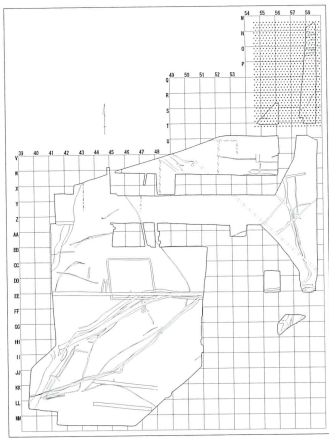 54 55 56 57 58
M
N
O
P
49 50 51 52 53
Q
R
S
T
U
39 40 41 42 43 44 45 46 47 48
V
W
X
Y
Z
AA
BB
CC
DD
EE
FF
GG
HH
II
JJ
KK
LL
MM